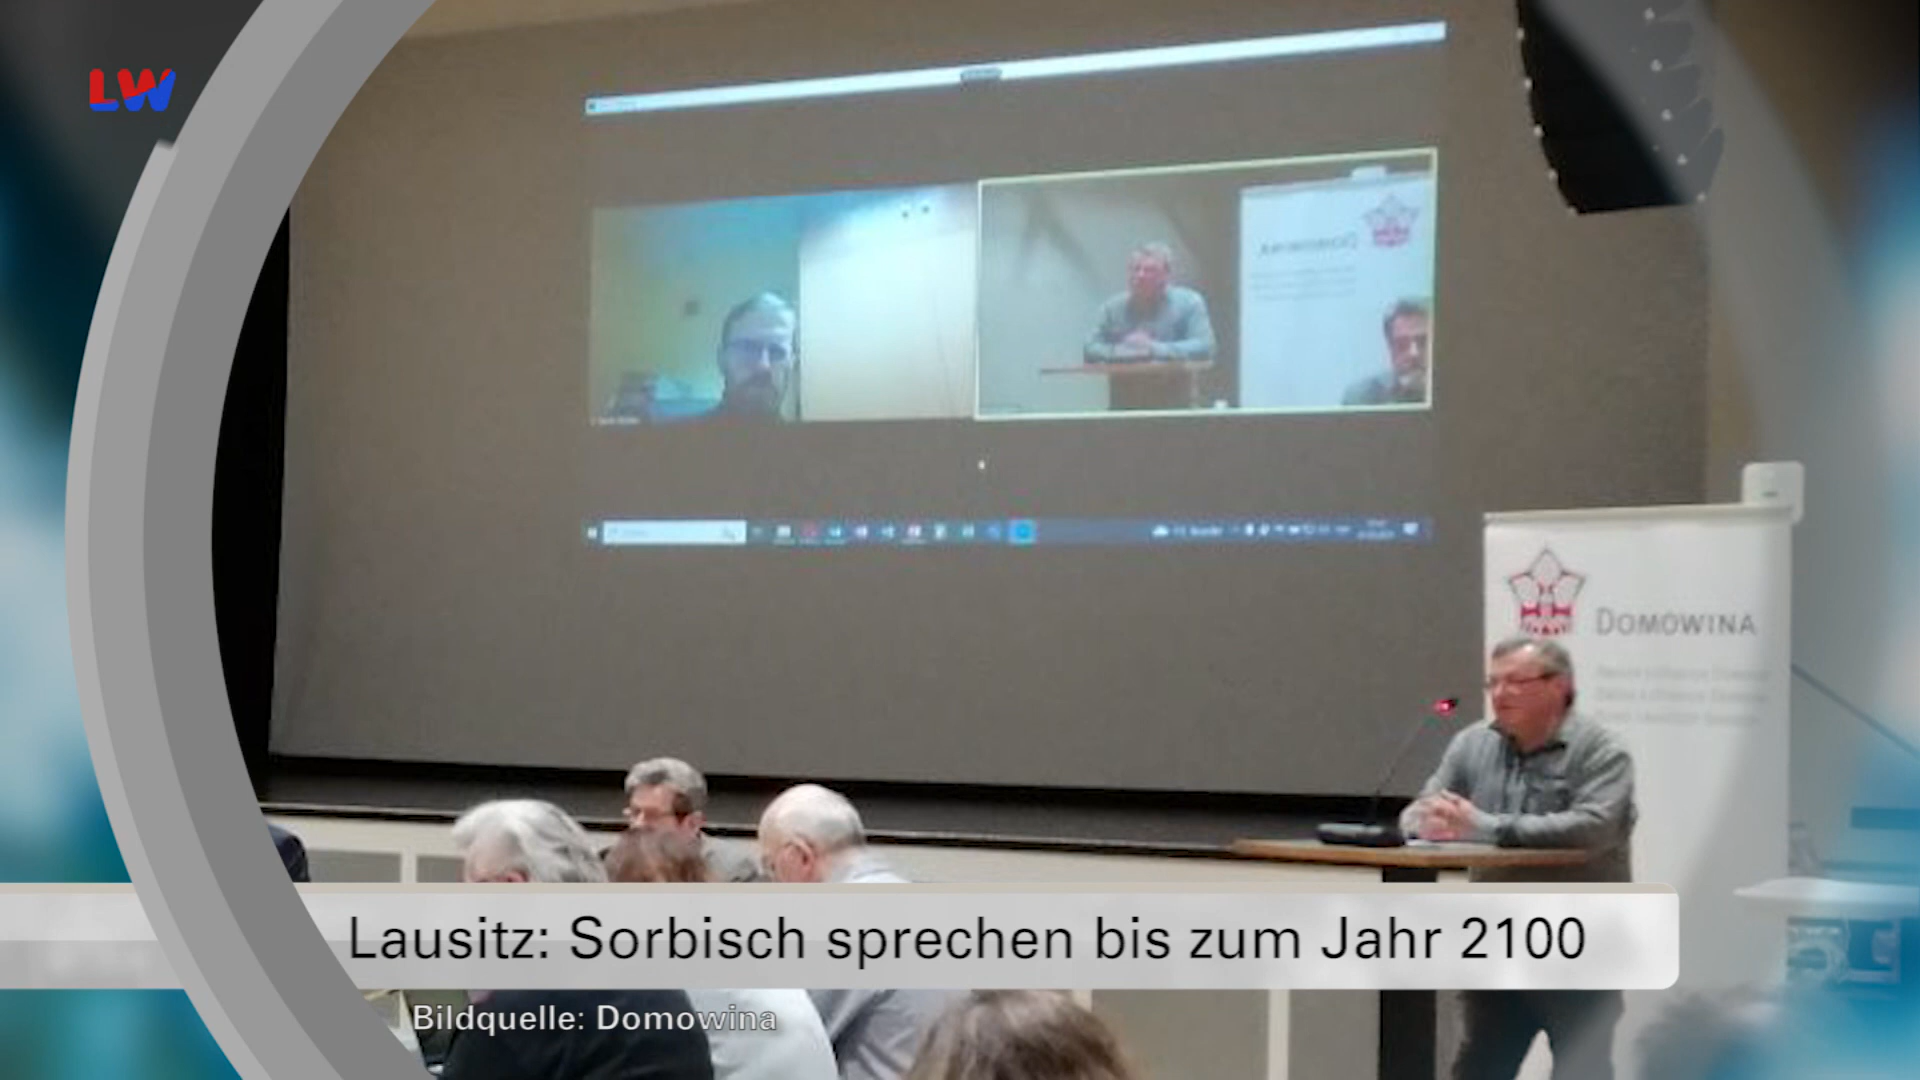 LW
DOMOWINA
Lausitz: Sorbisch sprechen bis zum Jahr 2100
Bildquelle: Domowina